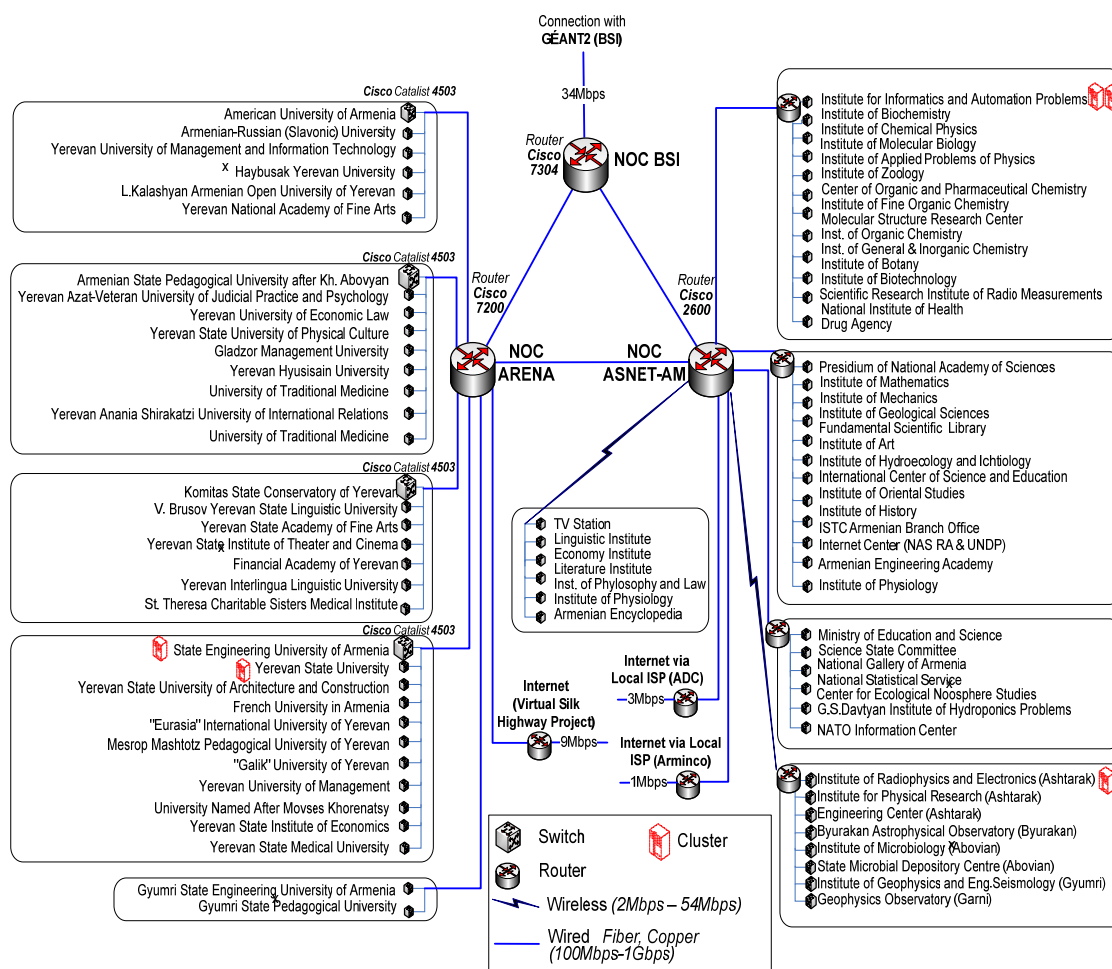 Connection with
GÉANT2 (BSI)
34Mbps
Router
Cisco
7304
NOC BSI
Cisco Catalist 4503
American University of Armenia
Armenian-Russian (Slavonic) University
Yerevan University of Management and Information Technology
x Haybusak Yerevan University
L.Kalashyan Armenian Open University of Yerevan
Yerevan National Academy of Fine Arts
Cisco Catalist 4503
Armenian State Pedagogical University after Kh. Abovyan
Yerevan Azat-Veteran University of Judicial Practice and Psychology
Yerevan University of Economic Law
Yerevan State University of Physical Culture
Gladzor Management University
Yerevan Hyusisain University
University of Traditional Medicine
Yerevan Anania Shirakatzi University of International Relations
University of Traditional Medicine
Cisco Catalist 4503
Komitas State Conservatory of Yerevan
V. Brusov Yerevan State Linguistic University
Yerevan State Academy of Fine Arts
Yerevan State Institute of Theater and Cinema
x
Financial Academy of Yerevan
Yerevan Interlingua Linguistic University
St. Theresa Charitable Sisters Medical Institute
Cisco Catalist 4503
State Engineering University of Armenia
Yerevan State University
Yerevan State University of Architecture and Construction
French University in Armenia
"Eurasia" International University of Yerevan
Mesrop Mashtotz Pedagogical University of Yerevan
"Galik" University of Yerevan
Yerevan University of Management
University Named After Movses Khorenatsy
Yerevan State Institute of Economics
Yerevan State Medical University
Gyumri State Engineering University of Armenia
x
Gyumri State Pedagogical University
Router
Cisco
7200
NOC
ARENA
Router
Cisco
2600
NOC
ASNET-AM
TV Station
Linguistic Institute
Economy Institute
Literature Institute
Inst. of Phylosophy and Law
Institute of Physiology
Armenian Encyclopedia
Internet via
Local ISP (ADC)
3Mbps
Internet
(Virtual Silk
Highway Project)
9Mbps
Internet via Local
ISP (Arminco)
1Mbps
Switch
Cluster
Router
Wireless (2Mbps – 54Mbps)
Wired Fiber, Copper
(100Mbps-1Gbps)
Institute for Informatics and Automation Problems
Institute of Biochemistry
Institute of Chemical Physics
Institute of Molecular Biology
Institute of Applied Problems of Physics
Institute of Zoology
Center of Organic and Pharmaceutical Chemistry
Institute of Fine Organic Chemistry
Molecular Structure Research Center
Inst. of Organic Chemistry
Inst. of General & Inorganic Chemistry
Institute of Botany
Institute of Biotechnology
Scientific Research Institute of Radio Measurements
National Institute of Health
Drug Agency
Presidium of National Academy of Sciences
Institute of Mathematics
Institute of Mechanics
Institute of Geological Sciences
Fundamental Scientific Library
Institute of Art
Institute of Hydroecology and Ichtiology
International Center of Science and Education
Institute of Oriental Studies
Institute of History
ISTC Armenian Branch Office
Internet Center (NAS RA & UNDP)
Armenian Engineering Academy
Institute of Physiology
Ministry of Education and Science
Science State Committee
National Gallery of Armenia
National Statistical Service
x
Center for Ecological Noosphere Studies
G.S.Davtyan Institute of Hydroponics Problems
NATO Information Center
Institute of Radiophysics and Electronics (Ashtarak)
Institute for Physical Research (Ashtarak)
Engineering Center (Ashtarak)
Byurakan Astrophysical Observatory (Byurakan)
Institute of Microbiology (Abovian)
x
State Microbial Depository Centre (Abovian)
Institute of Geophysics and Eng.Seismology (Gyumri)
Geophysics Observatory (Garni)